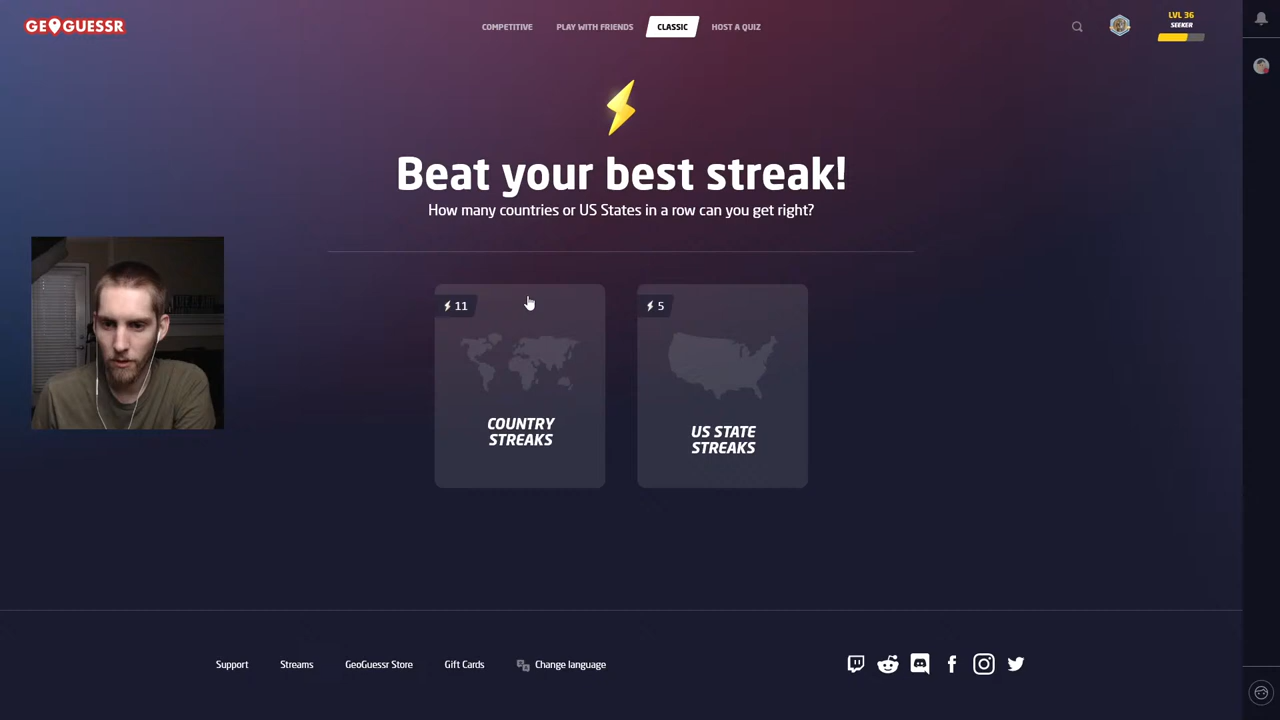 GEOGUESSR
COMPETITIVE
PLAY WITH FRIENDS
CLASSIC
HOST A QUIZ
LVL 36
SEEKER
Beat your best streak!
How many countries or US States in a row can you get right?
11
5
COUNTRY
STREAKS
US STATE
STREAKS
Support
Streams
GeoGuessr Store
Gift Cards
Change language